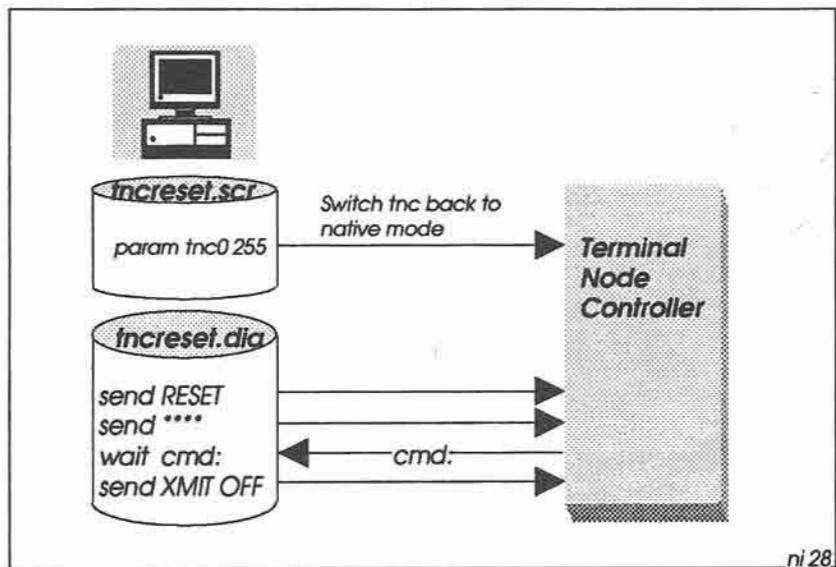 tncreset.scr
param tnc0 255
Switch tnc back to
native mode
Terminal
Node
Controller
tncreset.dia
send RESET
send ****
wait cmd:
send XMIT OFF
cmd:
ni 28